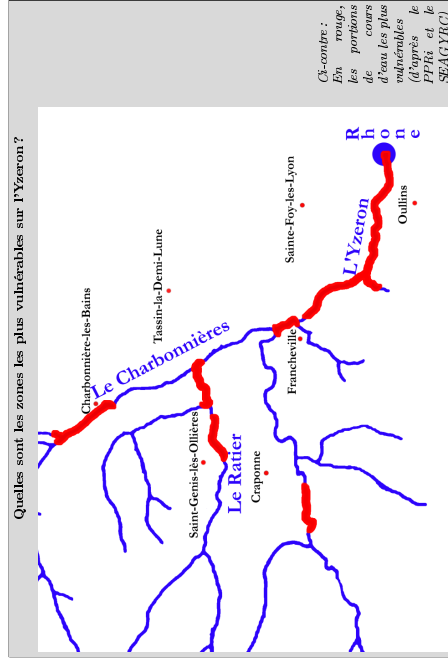 Quelles sont les zones les plus vulnérables sur l'Yzeron ?
Charbonnière-les-Bains
Le Charbonnières
Tassin-la-Demi-Lune
Saint-Genis-lès-Ollières
Le Ratier
Craponne
Francheville
Sainte-Foy-les-Lyon
L'Yzeron
Oullins
Rhone
Ci-contre :
En rouge,
les portions
de cours
d'eau les plus
vulnérables
(d'après le
PPRi et le
SEAGYRC)